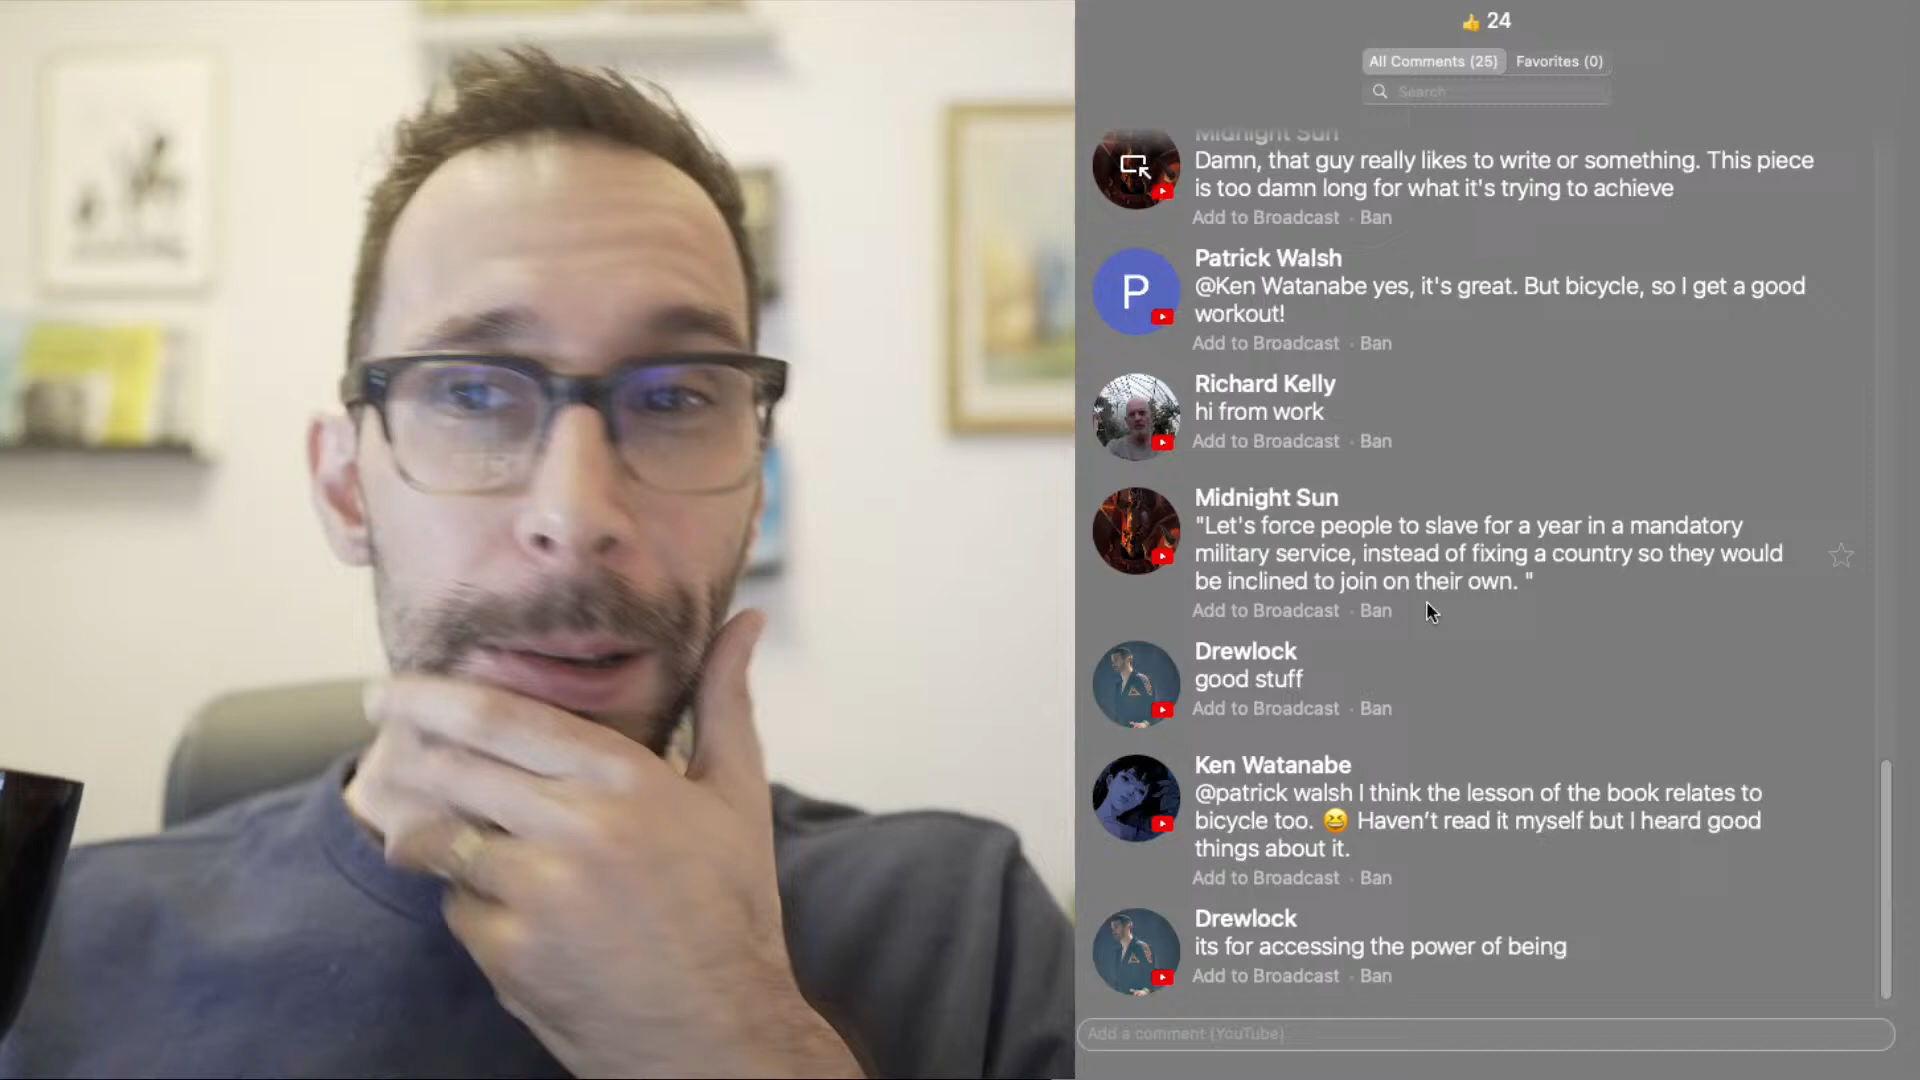 👍 24
All Comments (25) Favorites (0)
Search
Midnight Sun
Damn, that guy really likes to write or something. This piece
is too damn long for what it's trying to achieve
Add to Broadcast · Ban
P
Patrick Walsh
@Ken Watanabe yes, it's great. But bicycle, so I get a good
workout!
Add to Broadcast · Ban
Richard Kelly
hi from work
Add to Broadcast · Ban
Midnight Sun
"Let's force people to slave for a year in a mandatory
military service, instead of fixing a country so they would
be inclined to join on their own. "
Add to Broadcast · Ban
Drewlock
good stuff
Add to Broadcast · Ban
Ken Watanabe
@patrick walsh I think the lesson of the book relates to
bicycle too. 😆 Haven’t read it myself but I heard good
things about it.
Add to Broadcast · Ban
Drewlock
its for accessing the power of being
Add to Broadcast · Ban
Add a comment (YouTube)